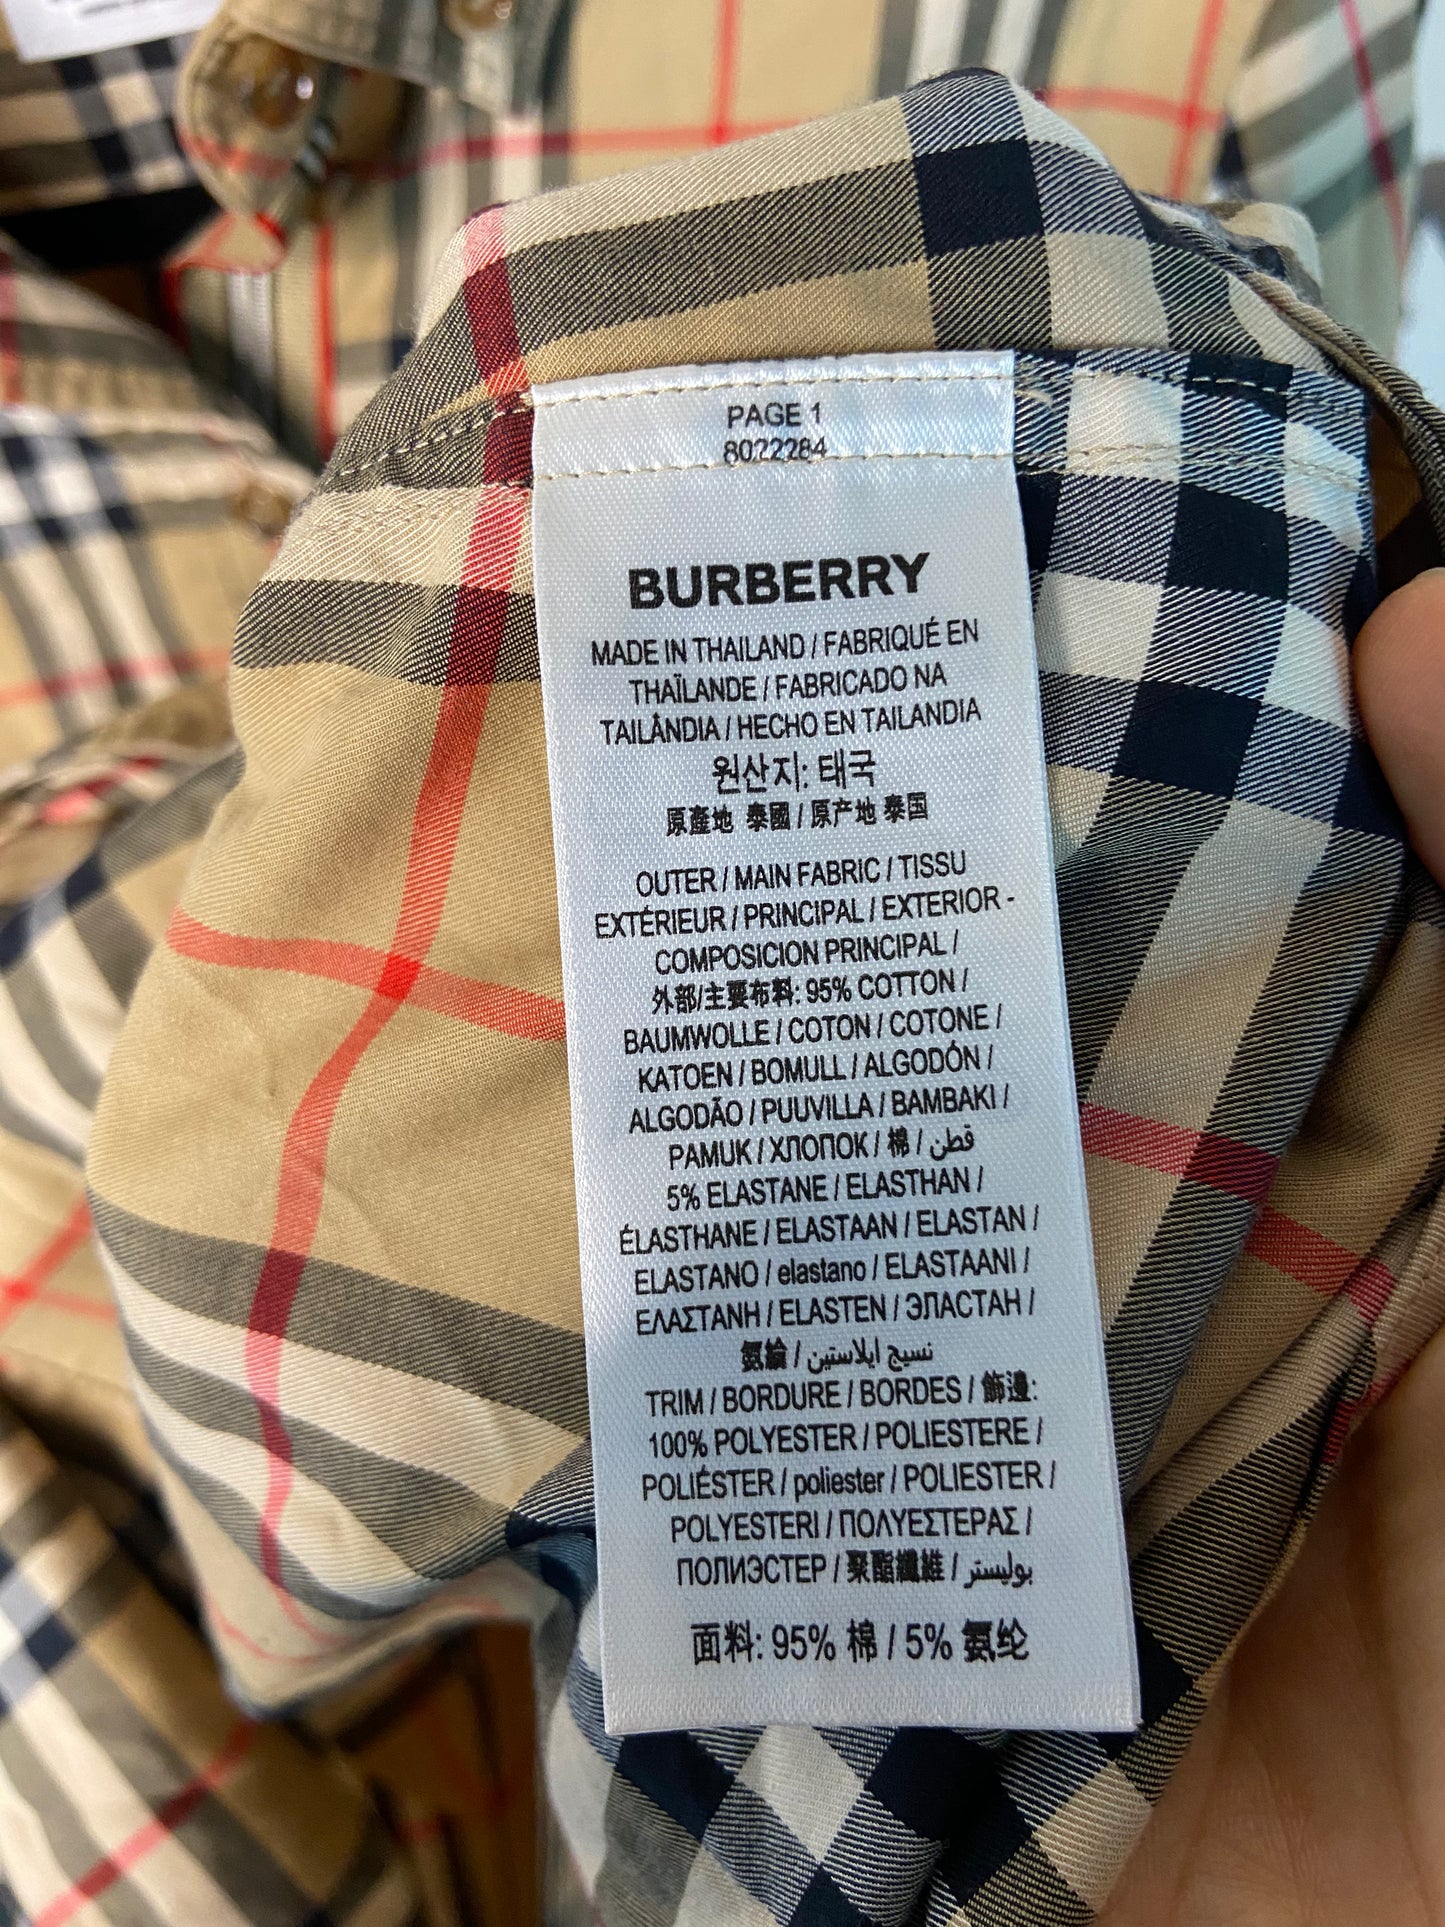 PAGE 1
8022284
BURBERRY
MADE IN THAILAND / FABRIQUÉ EN
THAÏLANDE / FABRICADO NA
TAILÂNDIA / HECHO EN TAILANDIA
원산지: 태국
原產地 泰國 / 原产地 泰国
OUTER / MAIN FABRIC / TISSU
EXTÉRIEUR / PRINCIPAL / EXTERIOR -
COMPOSICION PRINCIPAL /
外部/主要布料: 95% COTTON /
BAUMWOLLE / COTON / COTONE /
KATOEN / BOMULL / ALGODÓN /
ALGODÃO / PUUVILLA / BAMBAKI /
PAMUK / ХЛОПОК / 棉 / قطن
5% ELASTANE / ELASTHAN /
ÉLASTHANE / ELASTAAN / ELASTAN /
ELASTANO / elastano / ELASTAANI /
ΕΛΑΣΤΑΝΗ / ELASTEN / ЭЛАСТАН /
氨綸 / نسيج ايلاستين
TRIM / BORDURE / BORDES / 飾邊:
100% POLYESTER / POLIESTERE /
POLIÉSTER / poliester / POLIESTER /
POLYESTERI / ΠΟΛΥΕΣΤΕΡΑΣ /
ПОЛИЭСТЕР / 聚酯纖維 / بوليستر
面料: 95% 棉 / 5% 氨纶